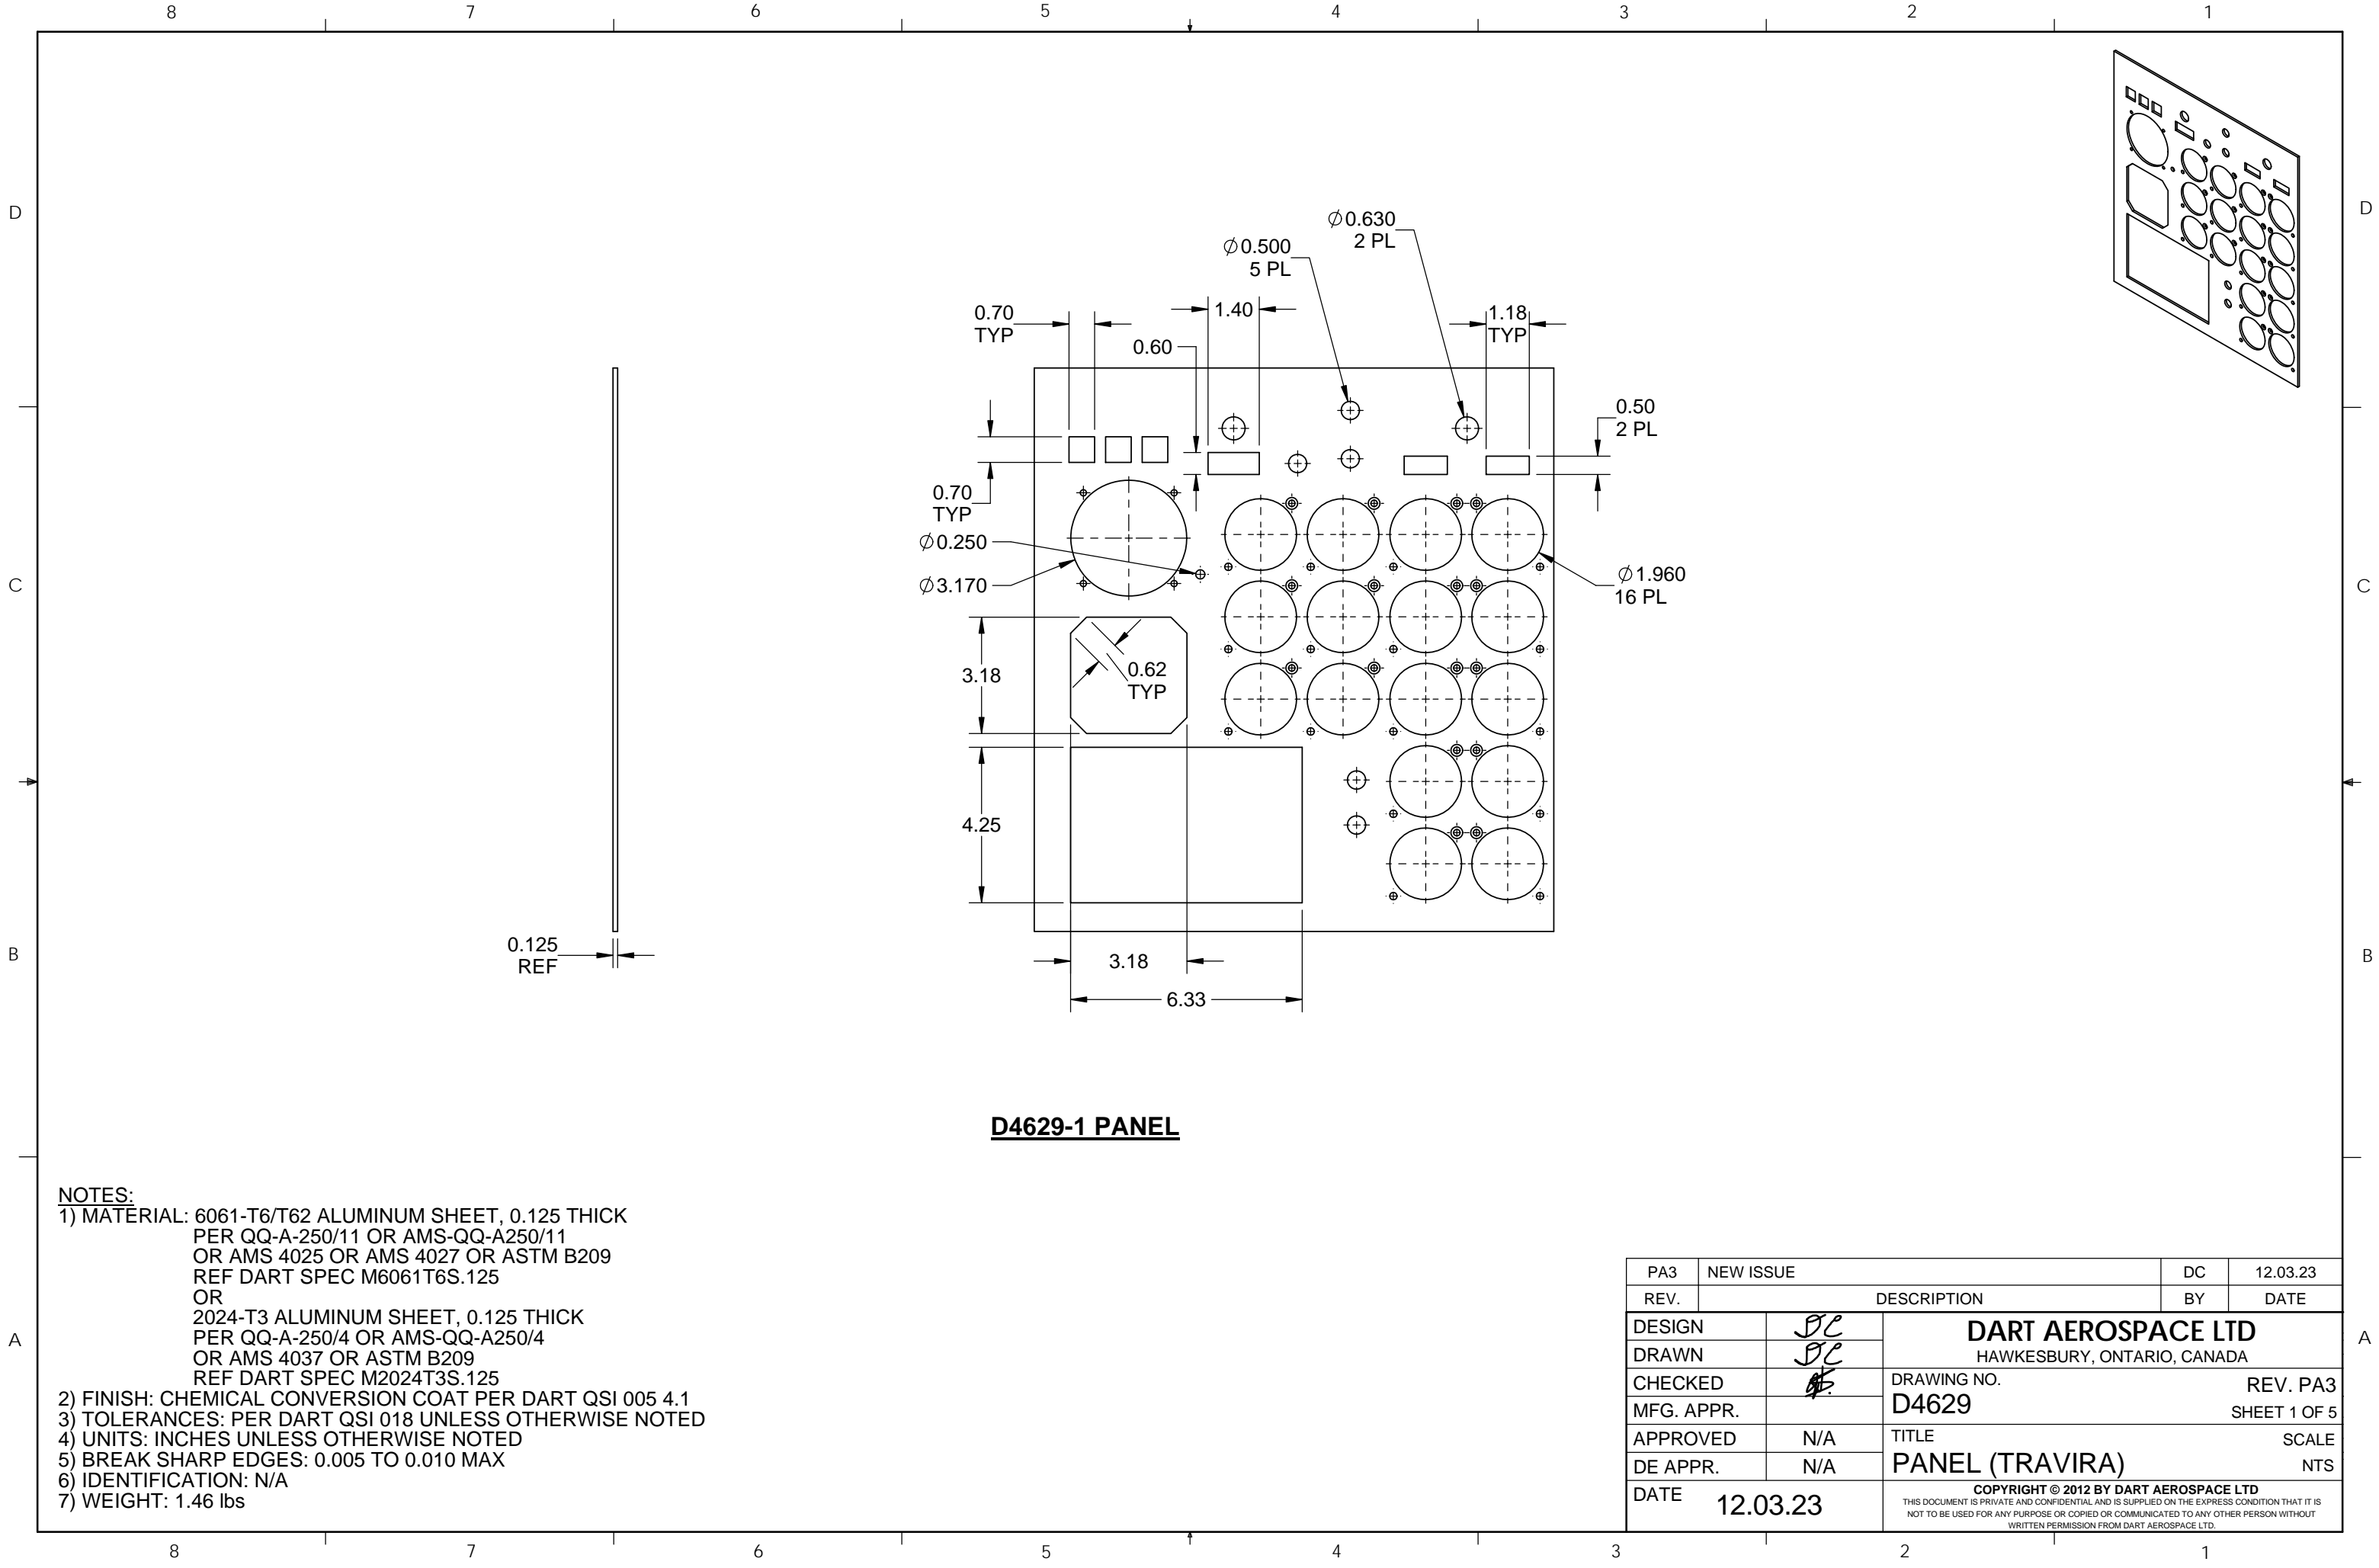 8 7 6 5 4 3 2 1
D D
Ø0.630
2 PL
Ø0.500
5 PL
0.70
TYP
1.40
1.18
TYP
0.60
0.50
2 PL
0.70
TYP
Ø0.250
Ø3.170
C C
Ø1.960
16 PL
3.18
0.62
TYP
4.25
0.125
REF
B B
3.18
6.33
D4629-1 PANEL
NOTES:
1) MATERIAL: 6061-T6/T62 ALUMINUM SHEET, 0.125 THICK
PER QQ-A-250/11 OR AMS-QQ-A250/11
OR AMS 4025 OR AMS 4027 OR ASTM B209
REF DART SPEC M6061T6S.125
OR
2024-T3 ALUMINUM SHEET, 0.125 THICK
PER QQ-A-250/4 OR AMS-QQ-A250/4
OR AMS 4037 OR ASTM B209
REF DART SPEC M2024T3S.125
2) FINISH: CHEMICAL CONVERSION COAT PER DART QSI 005 4.1
3) TOLERANCES: PER DART QSI 018 UNLESS OTHERWISE NOTED
4) UNITS: INCHES UNLESS OTHERWISE NOTED
5) BREAK SHARP EDGES: 0.005 TO 0.010 MAX
6) IDENTIFICATION: N/A
7) WEIGHT: 1.46 lbs
A A
PA3 NEW ISSUE DC 12.03.23
REV. DESCRIPTION BY DATE
DESIGN DC
DRAWN DC
CHECKED
MFG. APPR.
APPROVED N/A
DE APPR. N/A
DATE 12.03.23
DART AEROSPACE LTD
HAWKESBURY, ONTARIO, CANADA
DRAWING NO. REV. PA3
D4629 SHEET 1 OF 5
TITLE SCALE
PANEL (TRAVIRA) NTS
COPYRIGHT © 2012 BY DART AEROSPACE LTD
THIS DOCUMENT IS PRIVATE AND CONFIDENTIAL AND IS SUPPLIED ON THE EXPRESS CONDITION THAT IT IS
NOT TO BE USED FOR ANY PURPOSE OR COPIED OR COMMUNICATED TO ANY OTHER PERSON WITHOUT
WRITTEN PERMISSION FROM DART AEROSPACE LTD.
8 7 6 5 4 3 2 1